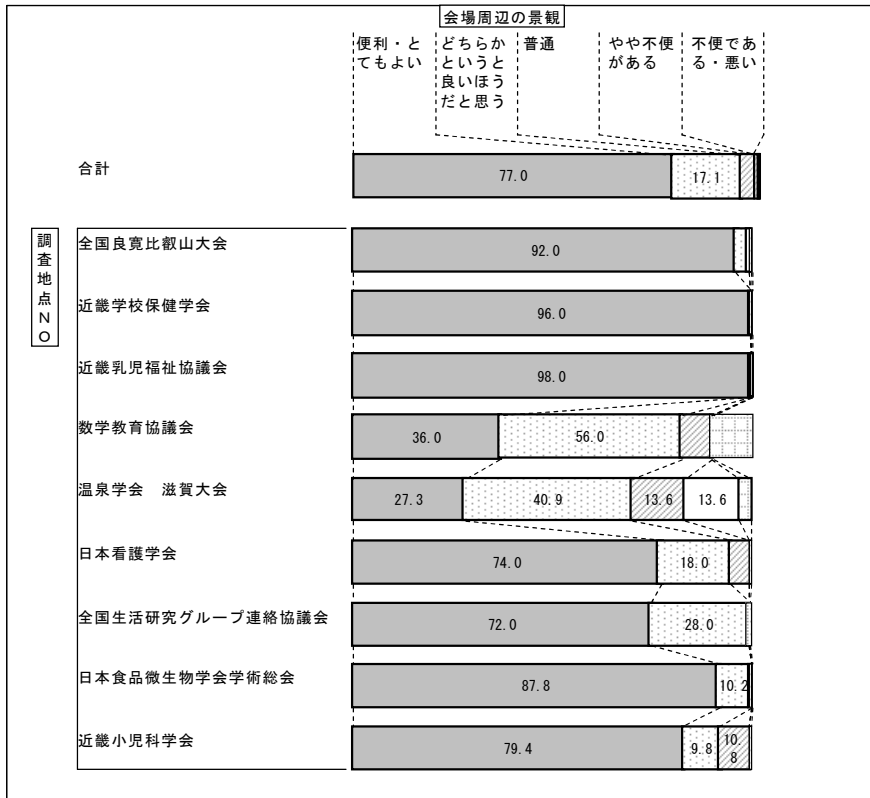 会場周辺の景観
便利・と
てもよい
どちらか
というと
良いほう
だと思う
普通
やや不便
がある
不便であ
る・悪い
合計
77.0
17.1
調査地点NO
全国良寛比叡山大会
92.0
近畿学校保健学会
96.0
近畿乳児福祉協議会
98.0
数学教育協議会
36.0
56.0
温泉学会　滋賀大会
27.3
40.9
13.6
13.6
日本看護学会
74.0
18.0
全国生活研究グループ連絡協議会
72.0
28.0
日本食品微生物学会学術総会
87.8
10.2
近畿小児科学会
79.4
9.8
10.
8